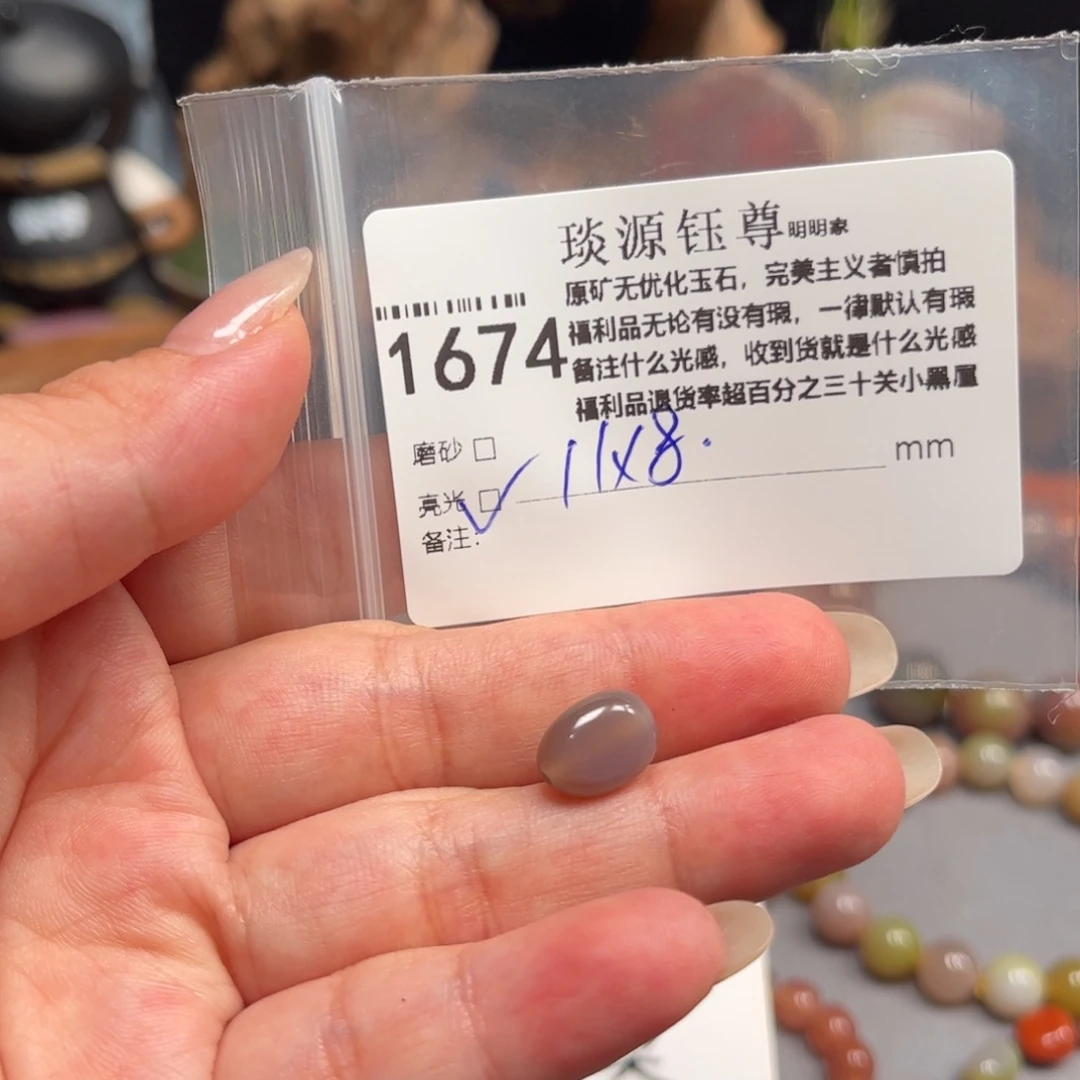 琰源钰尊明明家
原矿无优化玉石，完美主义者慎拍
福利品无论有没有瑕，一律默认有瑕
备注什么光感，收到货就是什么光感
福利品退货率超百分之三十关小黑屋
1674
磨砂 □
亮光 □ ✓ 11x8. mm
备注: